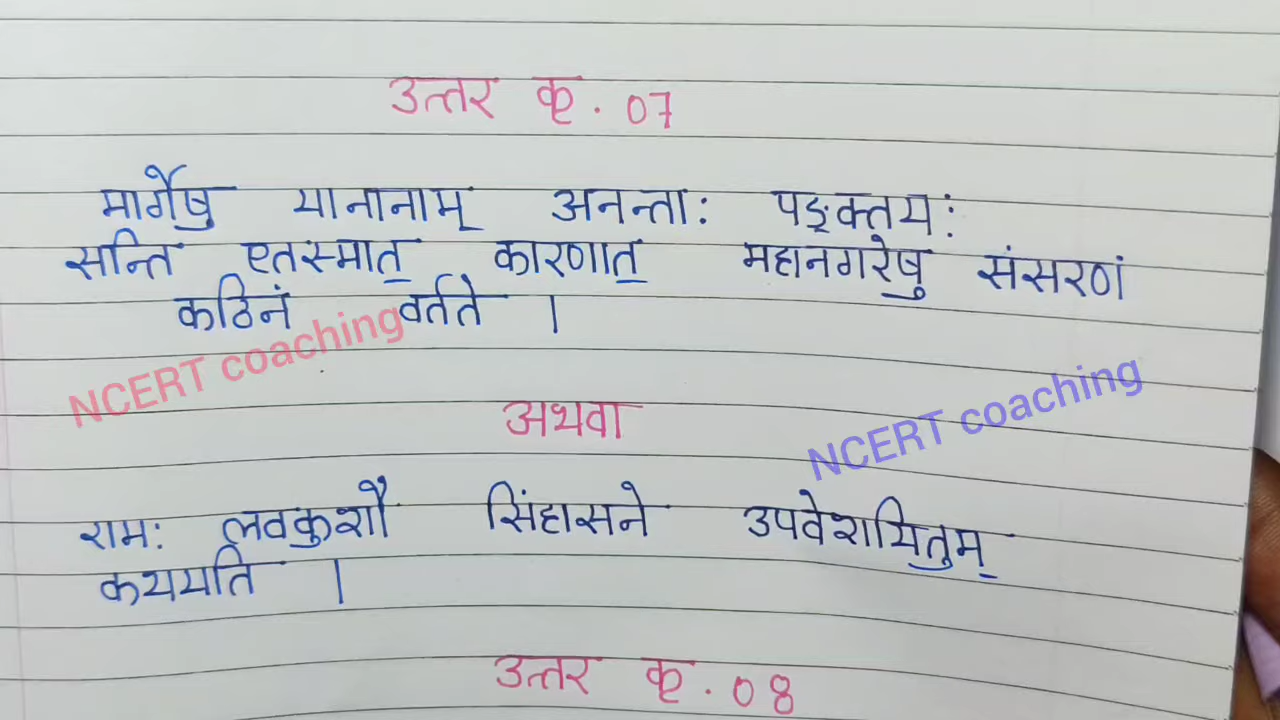 उत्तर कृ. 07
मार्गेषु यानानाम् अनन्ताः पङ्क्तयः
सन्ति एतस्मात् कारणात् महानगरेषु संसरणं
कठिनं वर्तते ।
NCERT coaching
अथवा
NCERT coaching
रामः लवकुशौ सिंहासने उपवेशयितुम्
कथयति ।
उत्तर कृ. 08